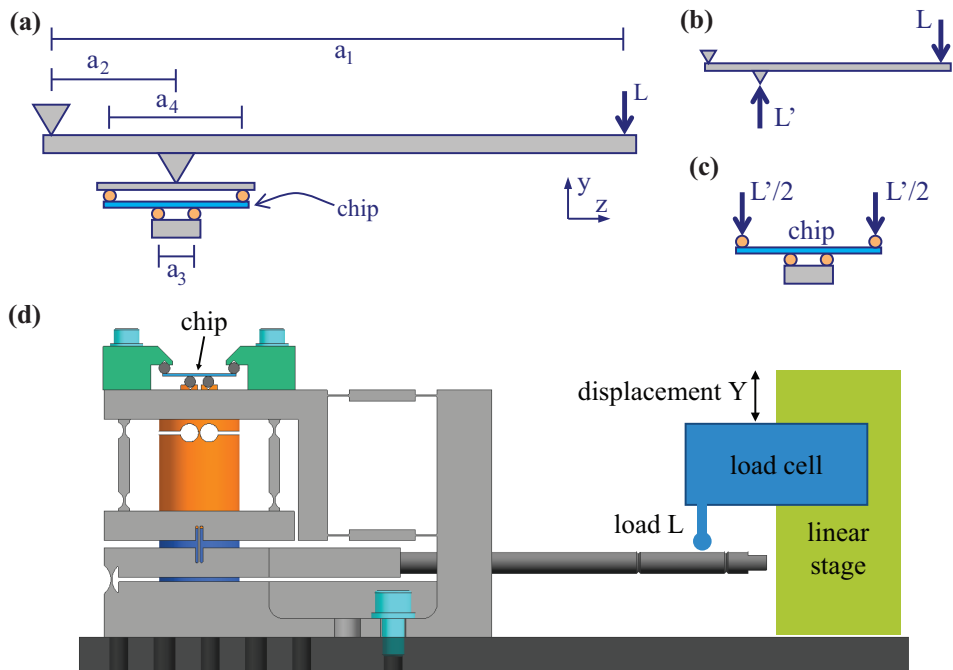 (a)
a₁
a₂
a₄
L
chip
y
z
a₃
(b)
L
L'
(c)
L'/2
L'/2
chip
(d)
chip
displacement Y
load cell
load L
linear
stage